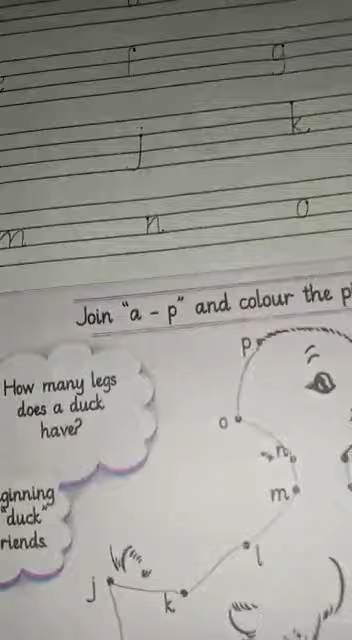 f g
j k
m n o
Join "a - p" and colour the p
How many legs
does a duck
have?
ginning
"duck"
riends.
p
o
n
m
l
j k